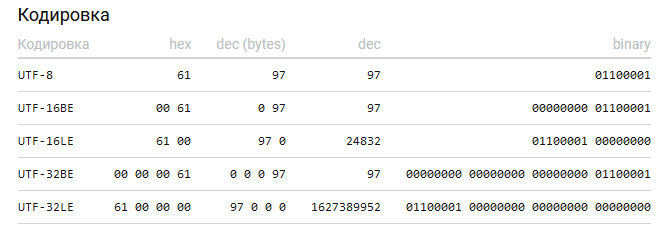 Кодировка
Кодировка hex dec (bytes) dec binary
UTF-8 61 97 97 01100001
UTF-16BE 00 61 0 97 97 00000000 01100001
UTF-16LE 61 00 97 0 24832 01100001 00000000
UTF-32BE 00 00 00 61 0 0 0 97 97 00000000 00000000 00000000 01100001
UTF-32LE 61 00 00 00 97 0 0 0 1627389952 01100001 00000000 00000000 00000000